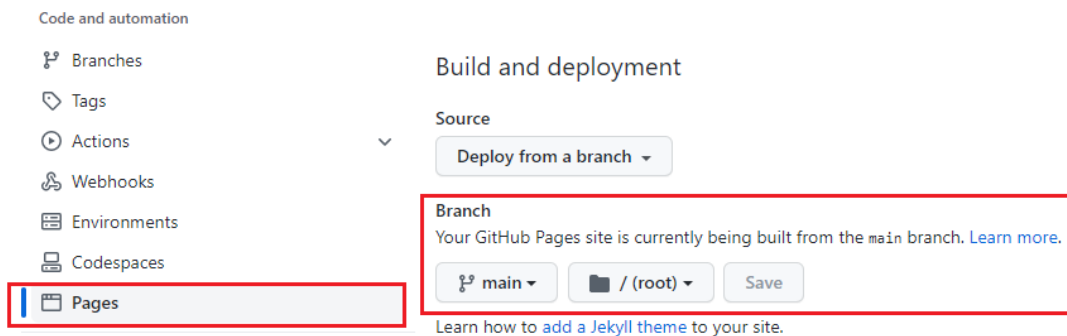 Code and automation
Branches
Tags
Actions
Webhooks
Environments
Codespaces
Pages
Build and deployment
Source
Deploy from a branch
Branch
Your GitHub Pages site is currently being built from the main branch. Learn more.
main
/ (root)
Save
Learn how to add a Jekyll theme to your site.